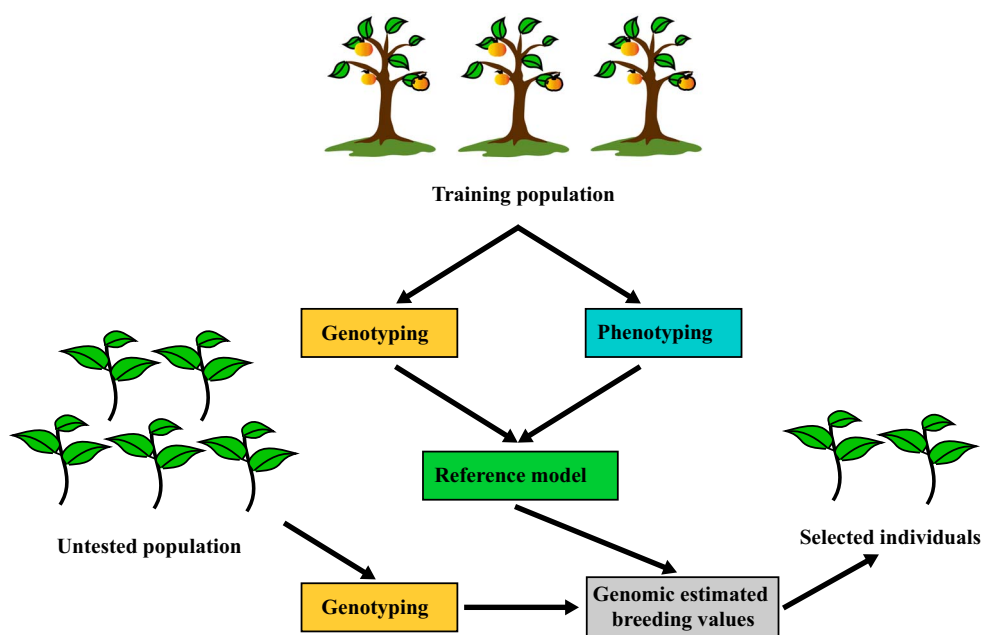 Training population
Genotyping
Phenotyping
Reference model
Untested population
Selected individuals
Genotyping
Genomic estimated
breeding values